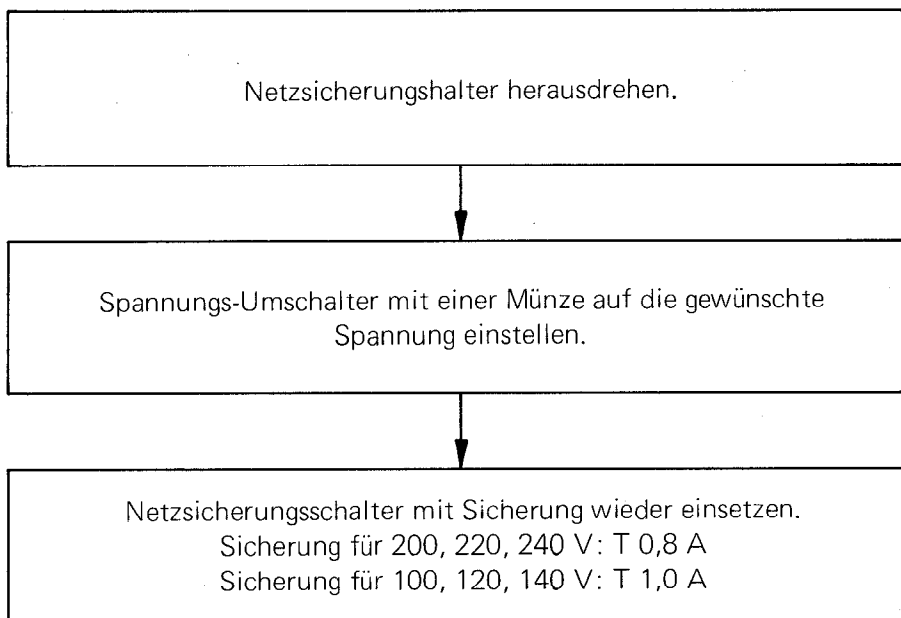 Netzsicherungshalter herausdrehen.
Spannungs-Umschalter mit einer Münze auf die gewünschte
Spannung einstellen.
Netzsicherungsschalter mit Sicherung wieder einsetzen.
Sicherung für 200, 220, 240 V: T 0,8 A
Sicherung für 100, 120, 140 V: T 1,0 A